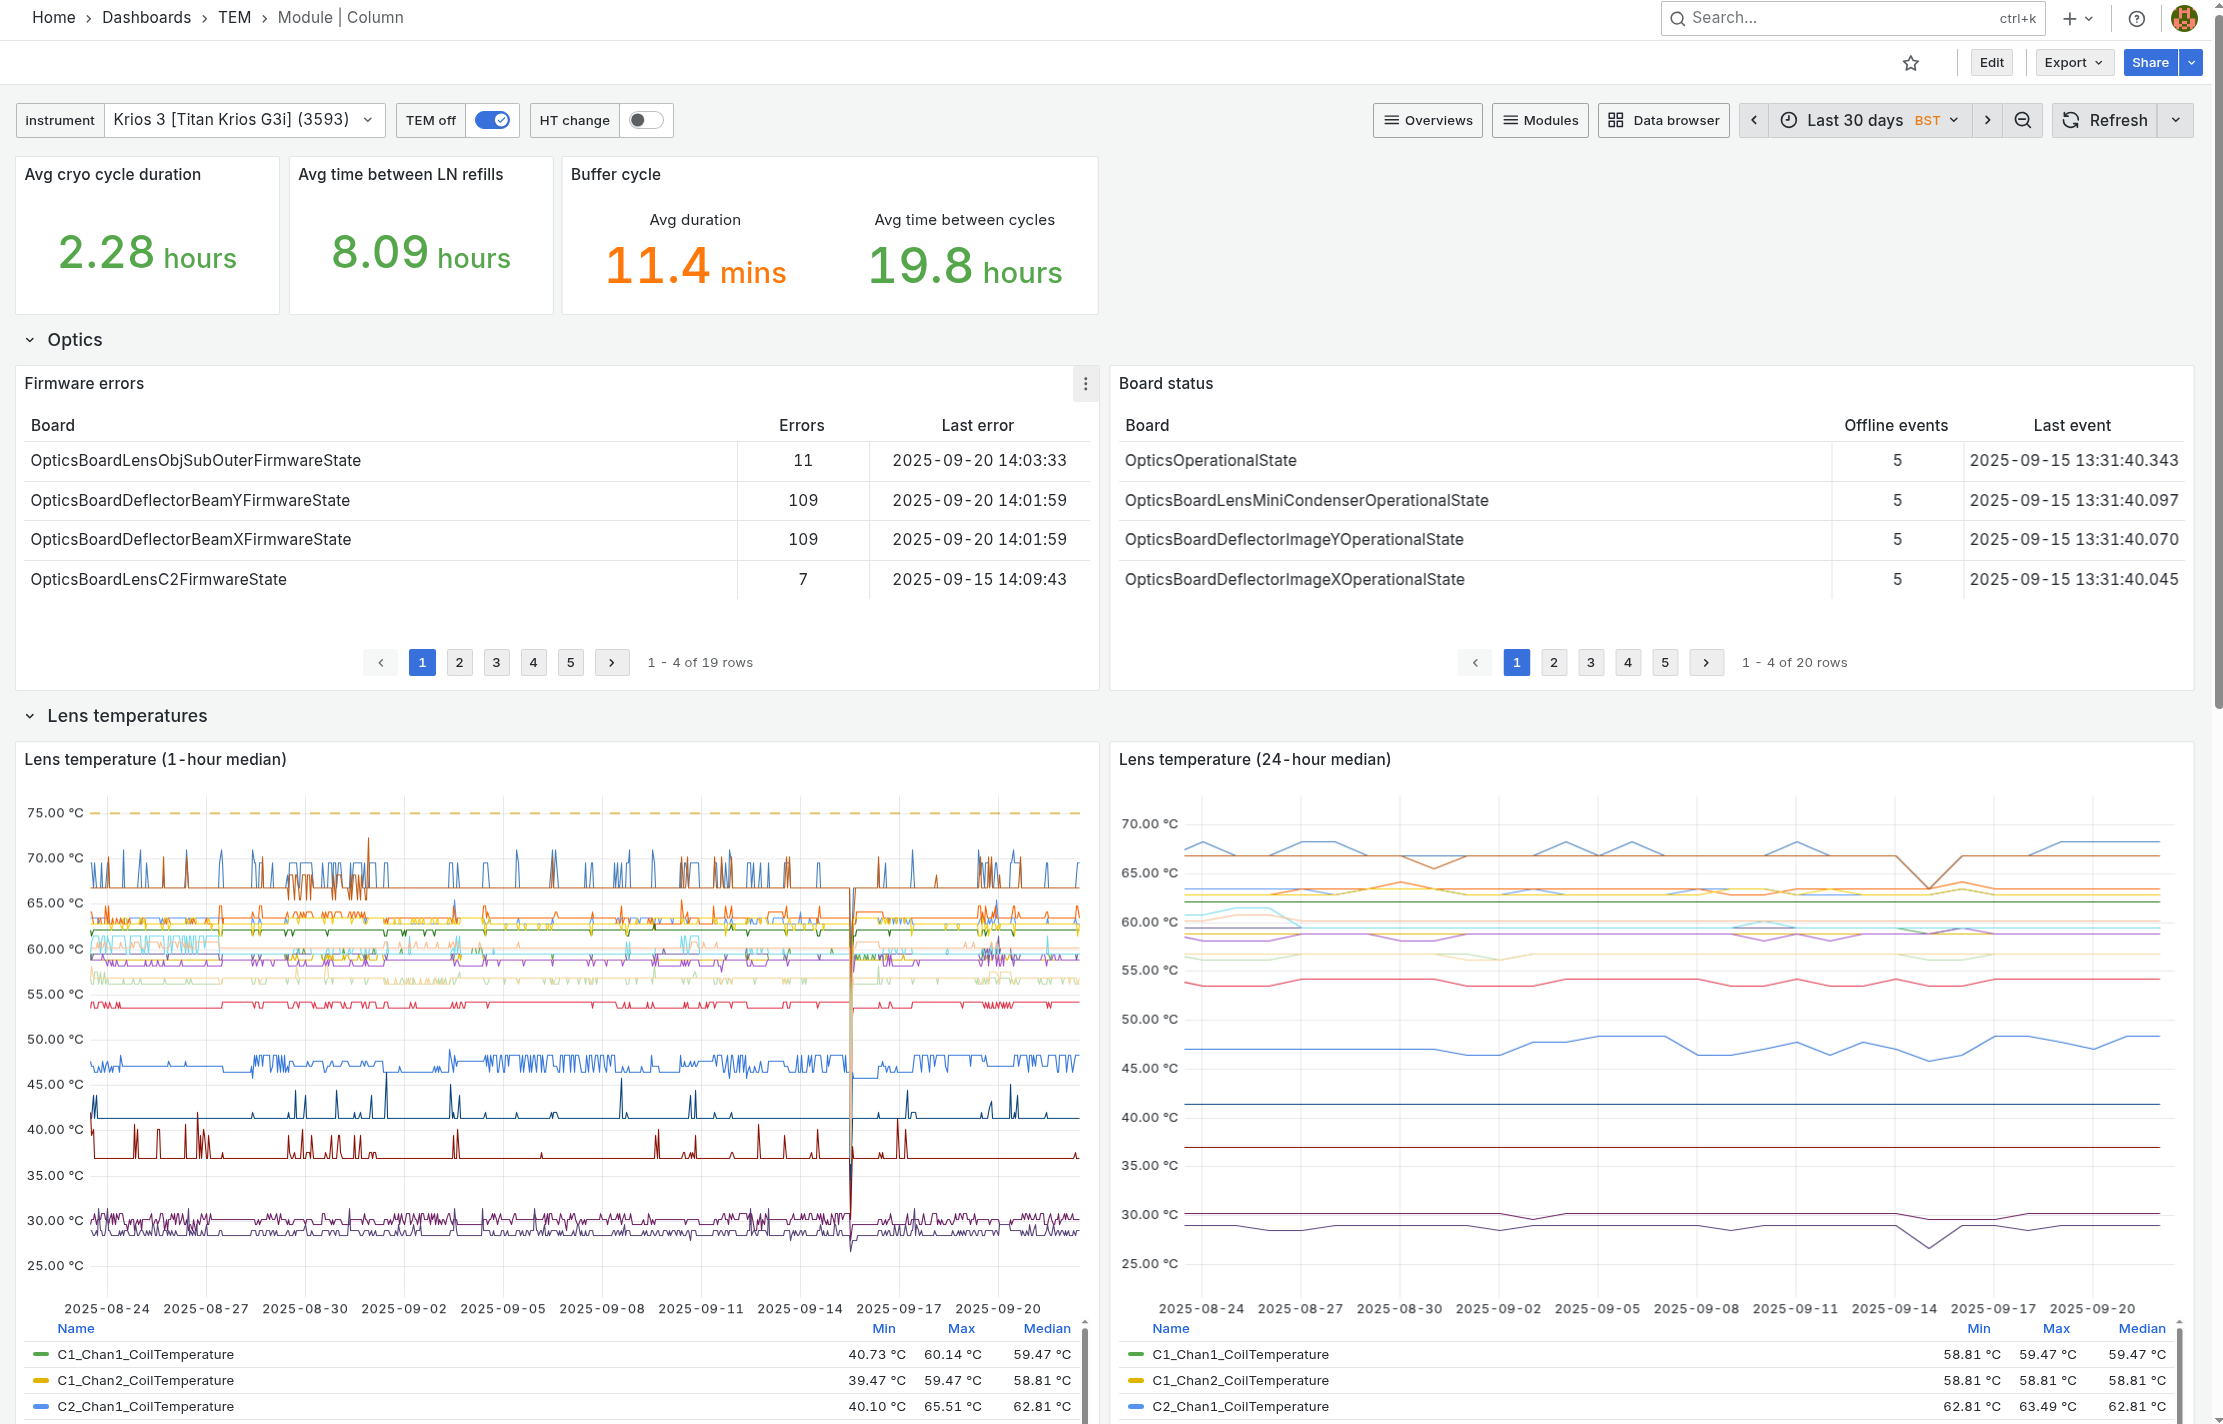 Home › Dashboards › TEM › Module | Column
Search... ctrl+k
Edit Export Share
instrument Krios 3 [Titan Krios G3i] (3593) TEM off HT change Overviews Modules Data browser Last 30 days BST Refresh
Avg cryo cycle duration
2.28 hours
Avg time between LN refills
8.09 hours
Buffer cycle
Avg duration
11.4 mins
Avg time between cycles
19.8 hours
Optics
Firmware errors
Board Errors Last error
OpticsBoardLensObjSubOuterFirmwareState 11 2025-09-20 14:03:33
OpticsBoardDeflectorBeamYFirmwareState 109 2025-09-20 14:01:59
OpticsBoardDeflectorBeamXFirmwareState 109 2025-09-20 14:01:59
OpticsBoardLensC2FirmwareState 7 2025-09-15 14:09:43
‹ 1 2 3 4 5 › 1 - 4 of 19 rows
Board status
Board Offline events Last event
OpticsOperationalState 5 2025-09-15 13:31:40.343
OpticsBoardLensMiniCondenserOperationalState 5 2025-09-15 13:31:40.097
OpticsBoardDeflectorImageYOperationalState 5 2025-09-15 13:31:40.070
OpticsBoardDeflectorImageXOperationalState 5 2025-09-15 13:31:40.045
‹ 1 2 3 4 5 › 1 - 4 of 20 rows
Lens temperatures
Lens temperature (1-hour median)
75.00 °C
70.00 °C
65.00 °C
60.00 °C
55.00 °C
50.00 °C
45.00 °C
40.00 °C
35.00 °C
30.00 °C
25.00 °C
2025-08-24 2025-08-27 2025-08-30 2025-09-02 2025-09-05 2025-09-08 2025-09-11 2025-09-14 2025-09-17 2025-09-20
Name Min Max Median
C1_Chan1_CoilTemperature 40.73 °C 60.14 °C 59.47 °C
C1_Chan2_CoilTemperature 39.47 °C 59.47 °C 58.81 °C
C2_Chan1_CoilTemperature 40.10 °C 65.51 °C 62.81 °C
Lens temperature (24-hour median)
70.00 °C
65.00 °C
60.00 °C
55.00 °C
50.00 °C
45.00 °C
40.00 °C
35.00 °C
30.00 °C
25.00 °C
2025-08-24 2025-08-27 2025-08-30 2025-09-02 2025-09-05 2025-09-08 2025-09-11 2025-09-14 2025-09-17 2025-09-20
Name Min Max Median
C1_Chan1_CoilTemperature 58.81 °C 59.47 °C 59.47 °C
C1_Chan2_CoilTemperature 58.81 °C 58.81 °C 58.81 °C
C2_Chan1_CoilTemperature 62.81 °C 63.49 °C 62.81 °C